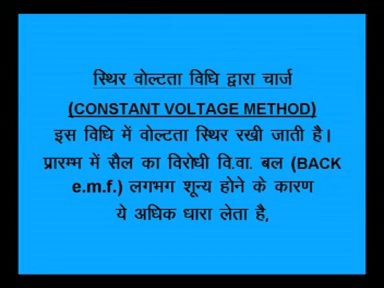 स्थिर वोल्टता विधि द्वारा चार्ज
(CONSTANT VOLTAGE METHOD)
इस विधि में वोल्टता स्थिर रखी जाती है।
प्रारम्भ में सैल का विरोधी वि.वा. बल (BACK
e.m.f.) लगभग शून्य होने के कारण
ये अधिक धारा लेता है,